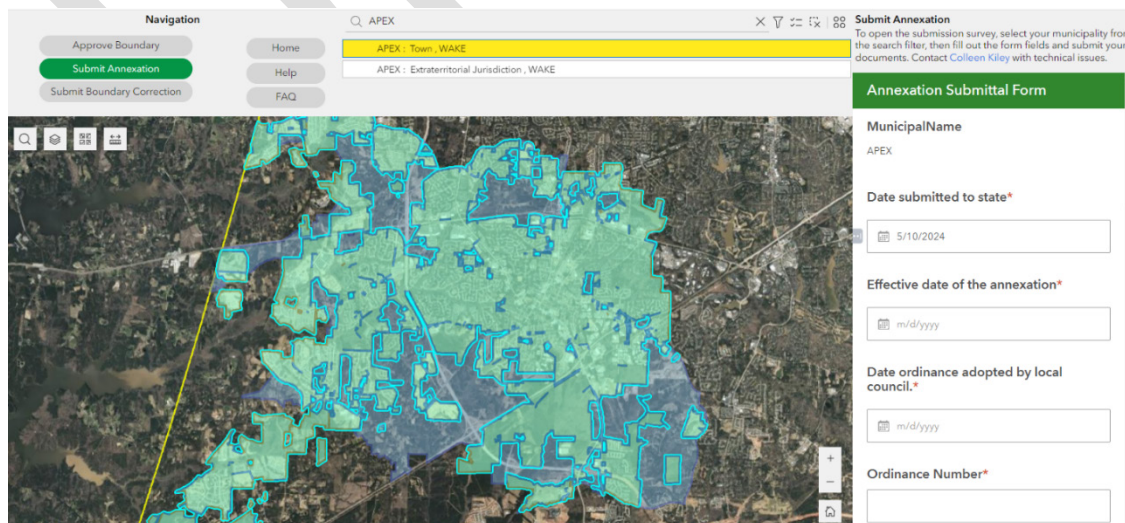 Navigation
Approve Boundary
Submit Annexation
Submit Boundary Correction
Home
Help
FAQ
APEX
APEX : Town , WAKE
APEX : Extraterritorial Jurisdiction , WAKE
Submit Annexation
To open the submission survey, select your municipality from
the search filter, then fill out the form fields and submit your
documents. Contact Colleen Kiley with technical issues.
Annexation Submittal Form
MunicipalName
APEX
Date submitted to state*
5/10/2024
Effective date of the annexation*
m/d/yyyy
Date ordinance adopted by local
council.*
m/d/yyyy
Ordinance Number*